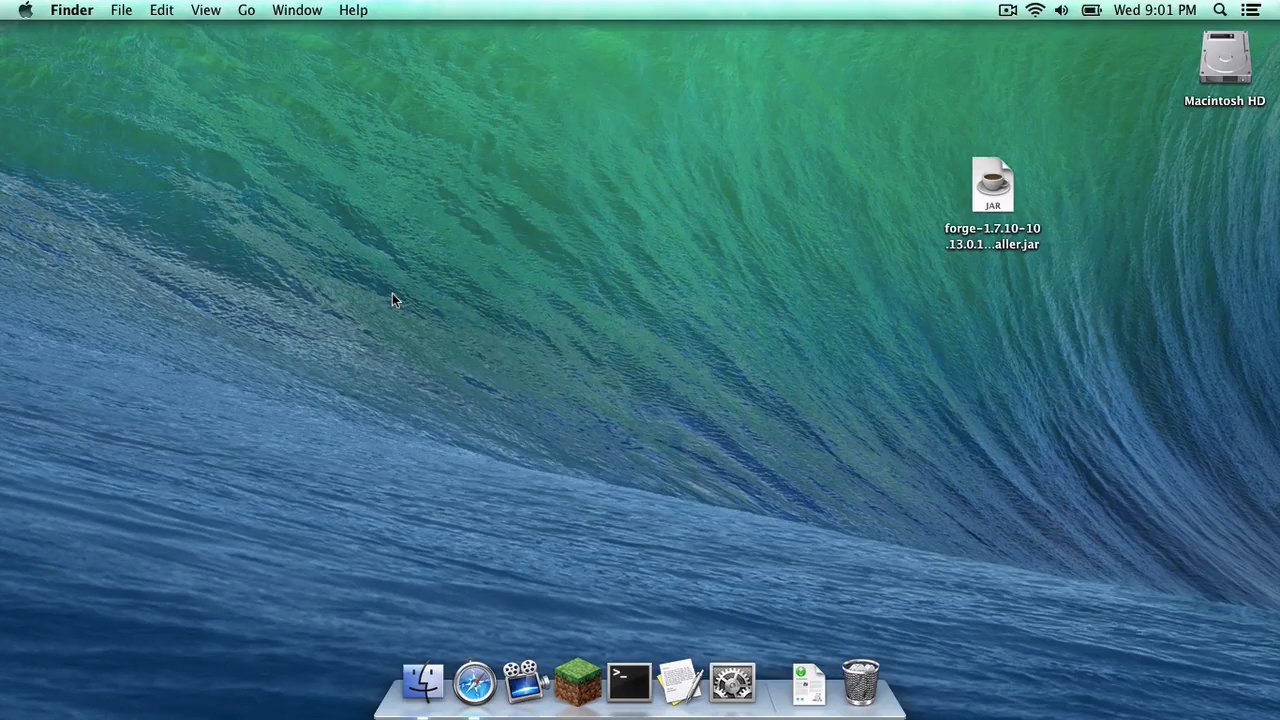 Finder File Edit View Go Window Help Wed 9:01 PM
Macintosh HD
JAR
forge-1.7.10-10
.13.0.1...aller.jar
>_